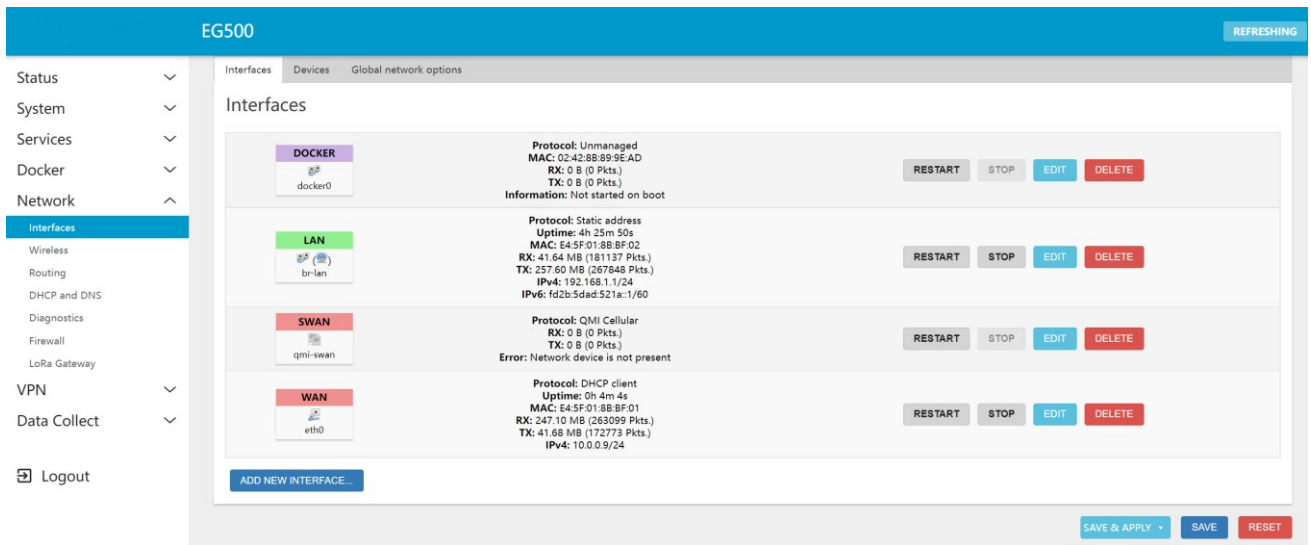 EG500
REFRESHING
Status
System
Services
Docker
Network
Interfaces
Wireless
Routing
DHCP and DNS
Diagnostics
Firewall
LoRa Gateway
VPN
Data Collect
Logout
Interfaces Devices Global network options
Interfaces
DOCKER
docker0
Protocol: Unmanaged
MAC: 02:42:8B:89:9E:AD
RX: 0 B (0 Pkts.)
TX: 0 B (0 Pkts.)
Information: Not started on boot
RESTART STOP EDIT DELETE
LAN
br-lan
Protocol: Static address
Uptime: 4h 25m 50s
MAC: E4:5F:01:8B:BF:02
RX: 41.64 MB (181137 Pkts.)
TX: 257.60 MB (267848 Pkts.)
IPv4: 192.168.1.1/24
IPv6: fd2b:5dad:521a::1/60
RESTART STOP EDIT DELETE
SWAN
qmi-swan
Protocol: QMI Cellular
RX: 0 B (0 Pkts.)
TX: 0 B (0 Pkts.)
Error: Network device is not present
RESTART STOP EDIT DELETE
WAN
eth0
Protocol: DHCP client
Uptime: 0h 4m 4s
MAC: E4:5F:01:8B:BF:01
RX: 247.10 MB (263099 Pkts.)
TX: 41.68 MB (172773 Pkts.)
IPv4: 10.0.0.9/24
RESTART STOP EDIT DELETE
ADD NEW INTERFACE...
SAVE & APPLY SAVE RESET